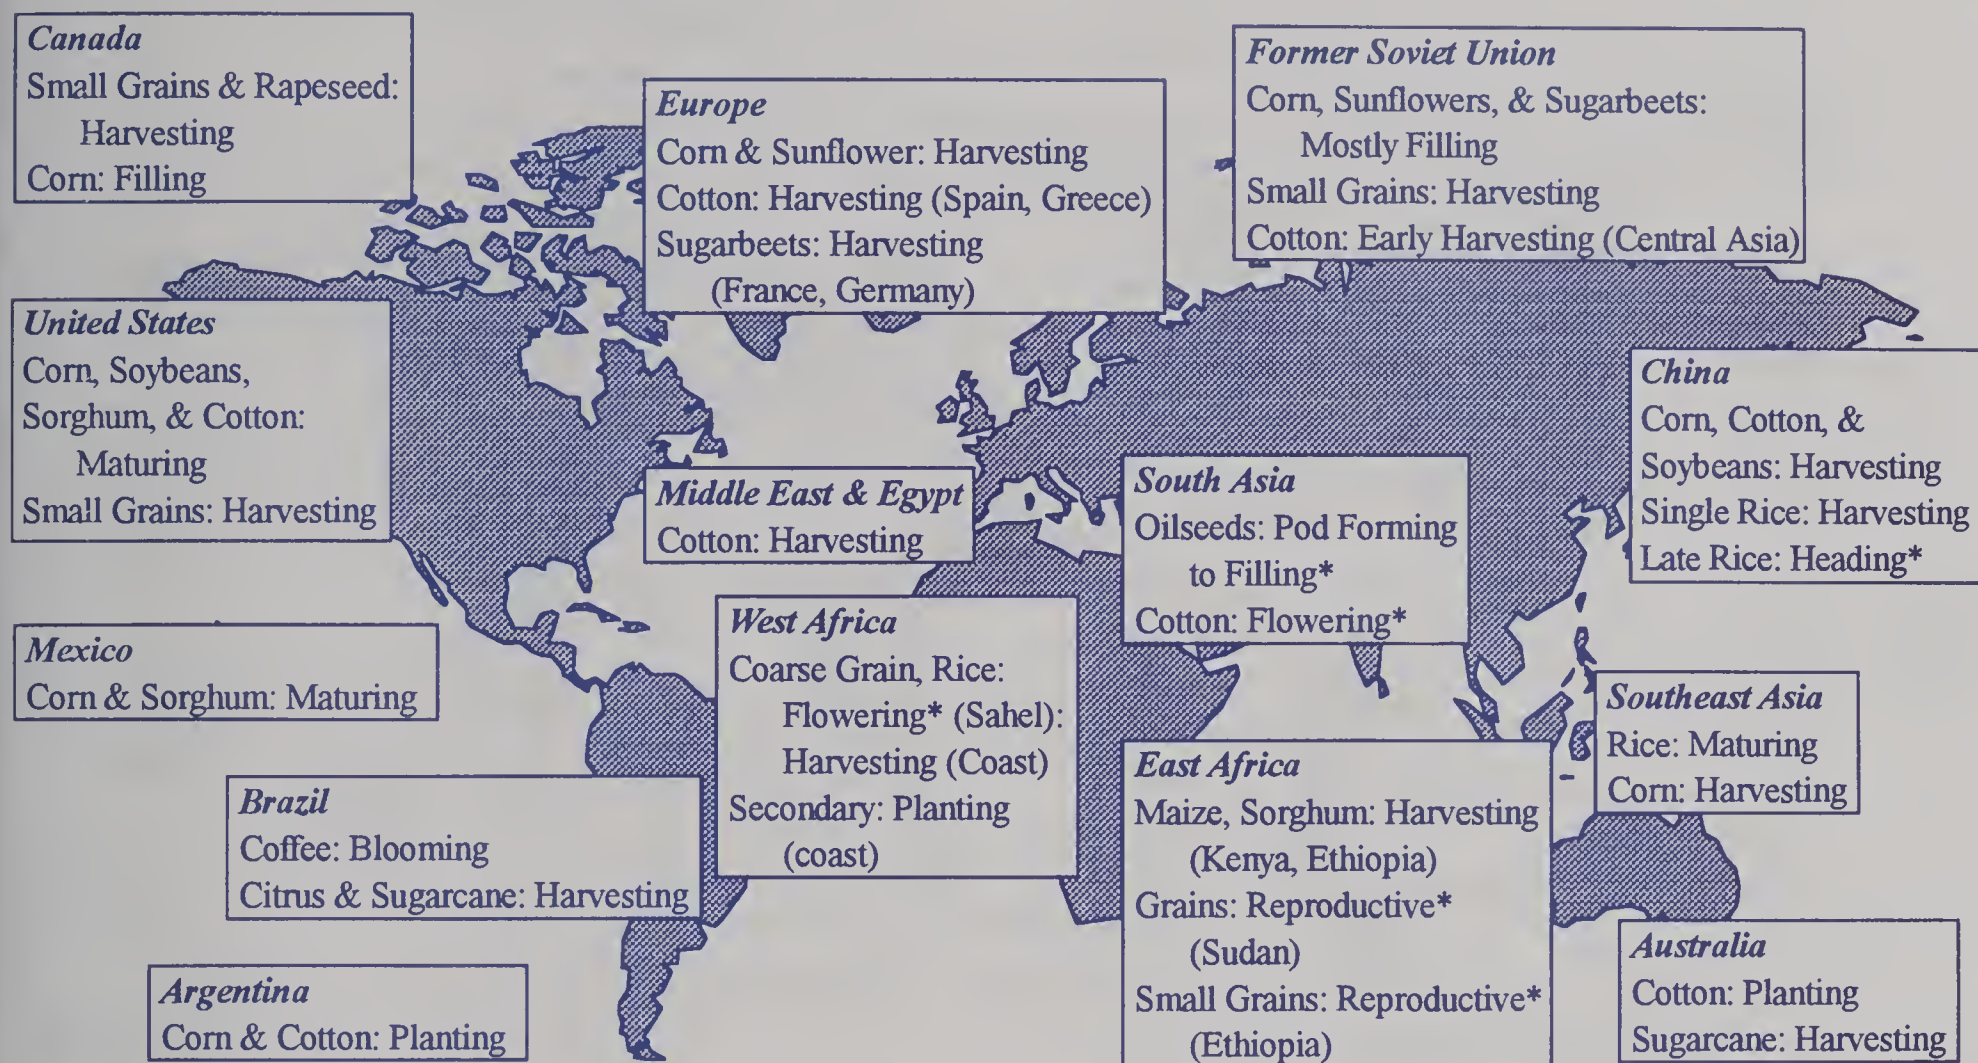 Canada
Small Grains & Rapeseed:
Harvesting
Corn: Filling
Europe
Corn & Sunflower: Harvesting
Cotton: Harvesting (Spain, Greece)
Sugarbeets: Harvesting
(France, Germany)
Former Soviet Union
Corn, Sunflowers, & Sugarbeets:
Mostly Filling
Small Grains: Harvesting
Cotton: Early Harvesting (Central Asia)
United States
Corn, Soybeans,
Sorghum, & Cotton:
Maturing
Small Grains: Harvesting
Middle East & Egypt
Cotton: Harvesting
South Asia
Oilseeds: Pod Forming
to Filling*
Cotton: Flowering*
China
Corn, Cotton, &
Soybeans: Harvesting
Single Rice: Harvesting
Late Rice: Heading*
Mexico
Corn & Sorghum: Maturing
West Africa
Coarse Grain, Rice:
Flowering* (Sahel):
Harvesting (Coast)
Secondary: Planting
(coast)
Southeast Asia
Rice: Maturing
Corn: Harvesting
Brazil
Coffee: Blooming
Citrus & Sugarcane: Harvesting
East Africa
Maize, Sorghum: Harvesting
(Kenya, Ethiopia)
Grains: Reproductive*
(Sudan)
Small Grains: Reproductive*
(Ethiopia)
Argentina
Corn & Cotton: Planting
Australia
Cotton: Planting
Sugarcane: Harvesting